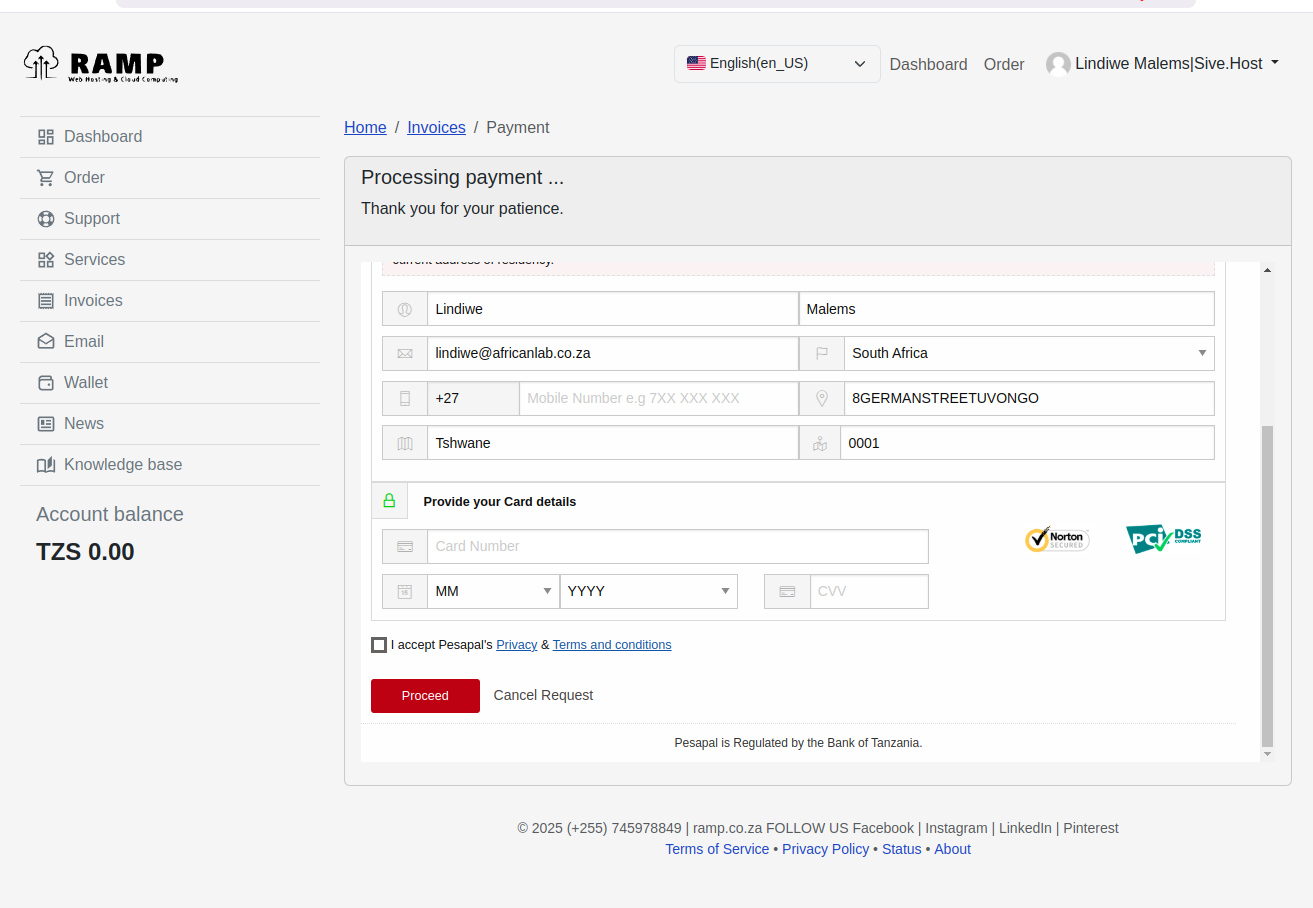 RAMP
Web Hosting & Cloud Computing
English(en_US)
Dashboard
Order
Lindiwe Malems|Sive.Host
Dashboard
Order
Support
Services
Invoices
Email
Wallet
News
Knowledge base
Account balance
TZS 0.00
Home / Invoices / Payment
Processing payment ...
Thank you for your patience.
current address of residency.
Lindiwe Malems
lindiwe@africanlab.co.za South Africa
+27 Mobile Number e.g 7XX XXX XXX 8GERMANSTREETUVONGO
Tshwane 0001
Provide your Card details
Card Number
Norton
SECURED
PCi DSS
COMPLIANT
MM YYYY CVV
I accept Pesapal's Privacy & Terms and conditions
Proceed Cancel Request
Pesapal is Regulated by the Bank of Tanzania.
© 2025 (+255) 745978849 | ramp.co.za FOLLOW US Facebook | Instagram | LinkedIn | Pinterest
Terms of Service • Privacy Policy • Status • About